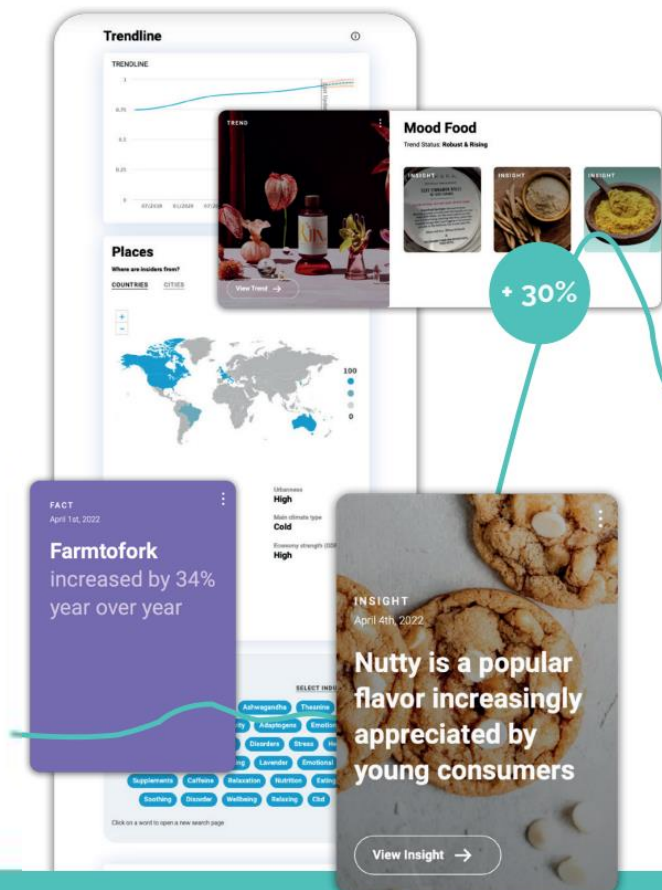 Trendline
TRENDLINE
1
0.75
0.5
0.25
0
07/2020
01/2020
TREND
View Trend →
Mood Food
Trend Status: Robust & Rising
INSIGHT
INSIGHT
INSIGHT
+ 30%
Places
Where are insiders from?
COUNTRIES CITIES
+
-
100
0
Urbanness
High
Main climate type
Cold
Economy strength (GDP
High
FACT
April 1st, 2022
Farmtofork
increased by 34%
year over year
INSIGHT
April 4th, 2022
Nutty is a popular
flavor increasingly
appreciated by
young consumers
View Insight →
SELECT INDU
Ashwagandha Theanine
Adaptogens Emotion
Disorders Stress
Lavender Emotional
Supplements Caffeine Relaxation Nutrition Eating
Soothing Disorder Wellbeing Relaxing Cbd
Click on a word to open a new search page